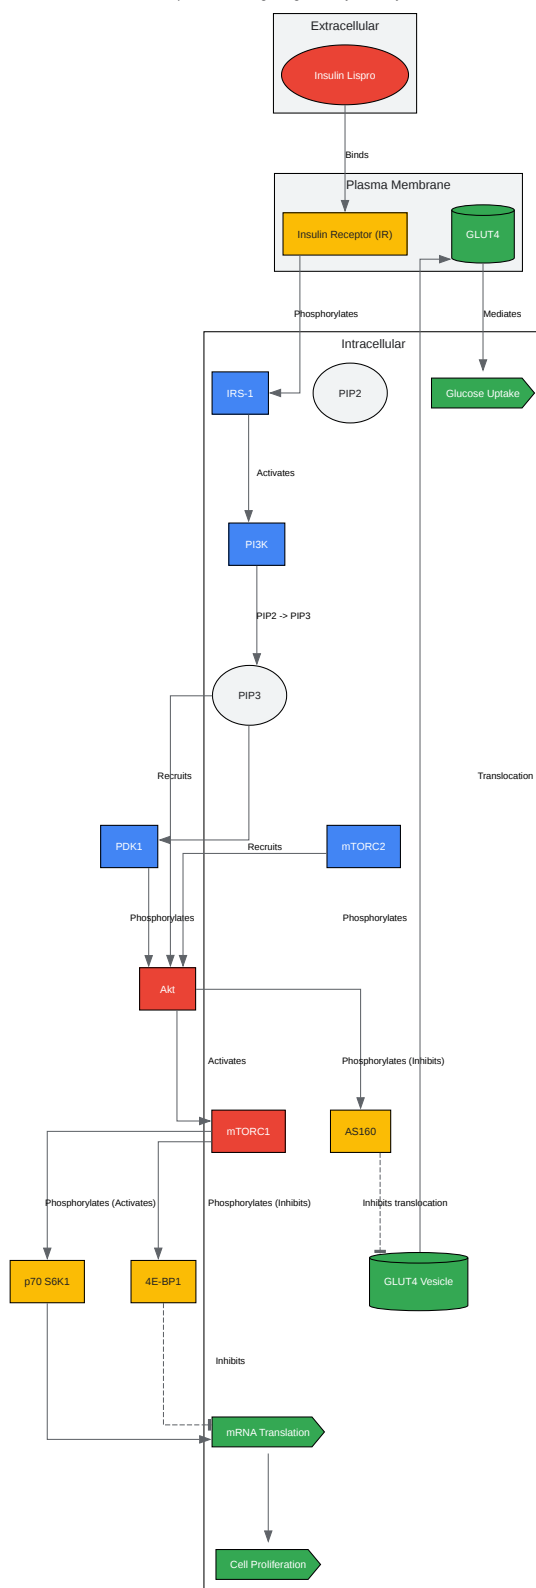 Extracellular
Insulin Lispro
Binds
Plasma Membrane
Insulin Receptor (IR)
GLUT4
Phosphorylates
Mediates
Intracellular
IRS-1
PIP2
Glucose Uptake
Activates
PI3K
PIP2 -> PIP3
PIP3
Recruits
Translocation
PDK1
Recruits
mTORC2
Phosphorylates
Phosphorylates
Akt
Activates
Phosphorylates (Inhibits)
mTORC1
AS160
Phosphorylates (Activates)
Phosphorylates (Inhibits)
Inhibits translocation
p70 S6K1
4E-BP1
GLUT4 Vesicle
Inhibits
mRNA Translation
Cell Proliferation